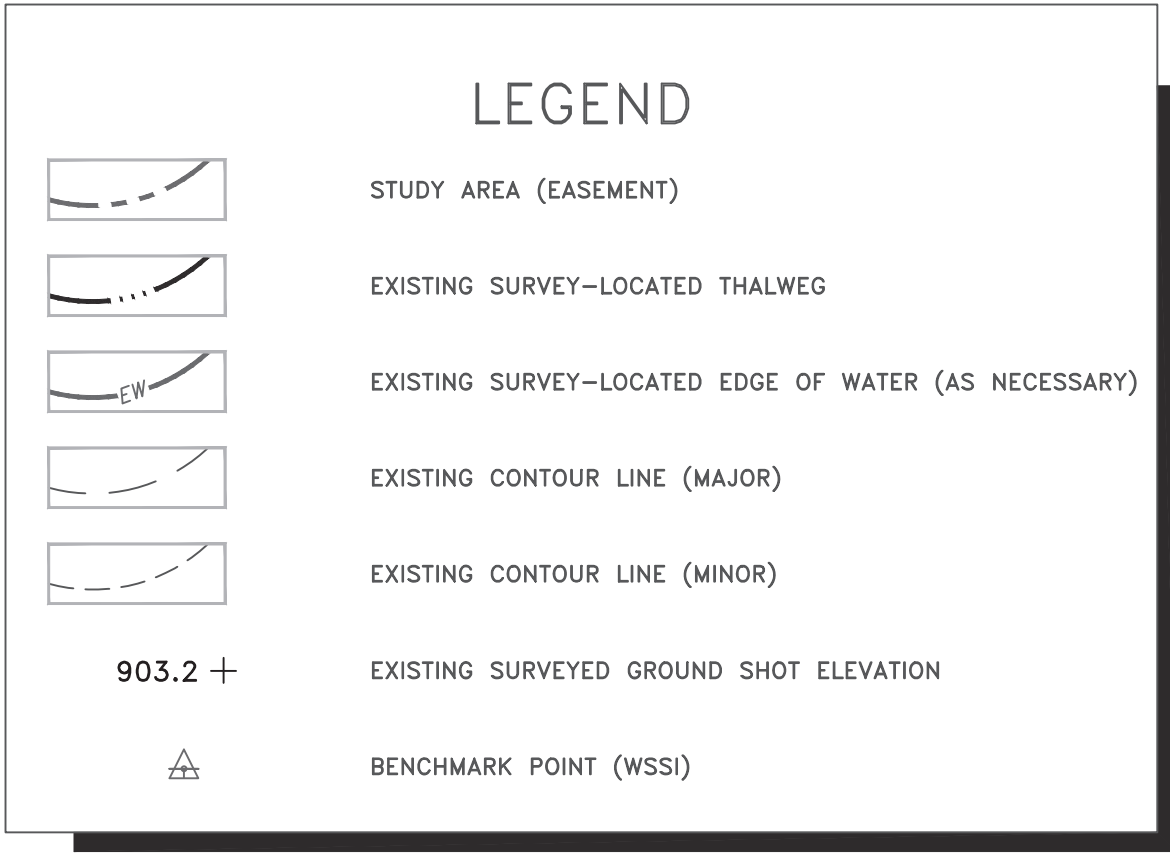 LEGEND
STUDY AREA (EASEMENT)
EXISTING SURVEY-LOCATED THALWEG
EW EXISTING SURVEY-LOCATED EDGE OF WATER (AS NECESSARY)
EXISTING CONTOUR LINE (MAJOR)
EXISTING CONTOUR LINE (MINOR)
903.2 + EXISTING SURVEYED GROUND SHOT ELEVATION
BENCHMARK POINT (WSSI)